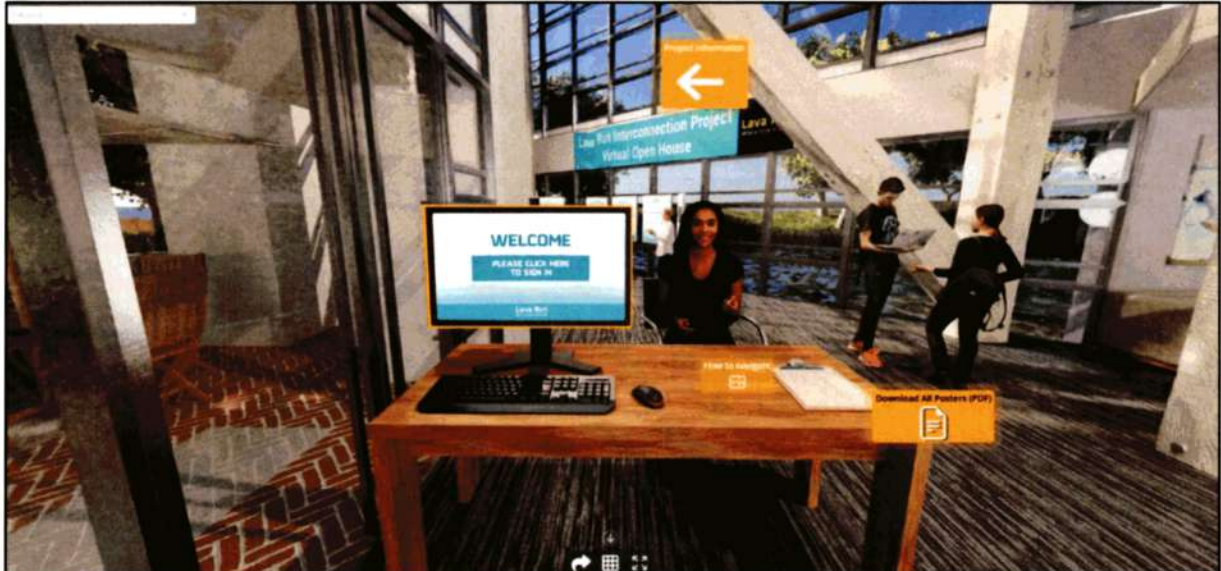 Project Information
Lava Run Interconnection Project
Virtual Open House
Lava
WELCOME
PLEASE CLICK HERE
TO SIGN IN
Lava Run
How to Navigate
Download All Posters (PDF)